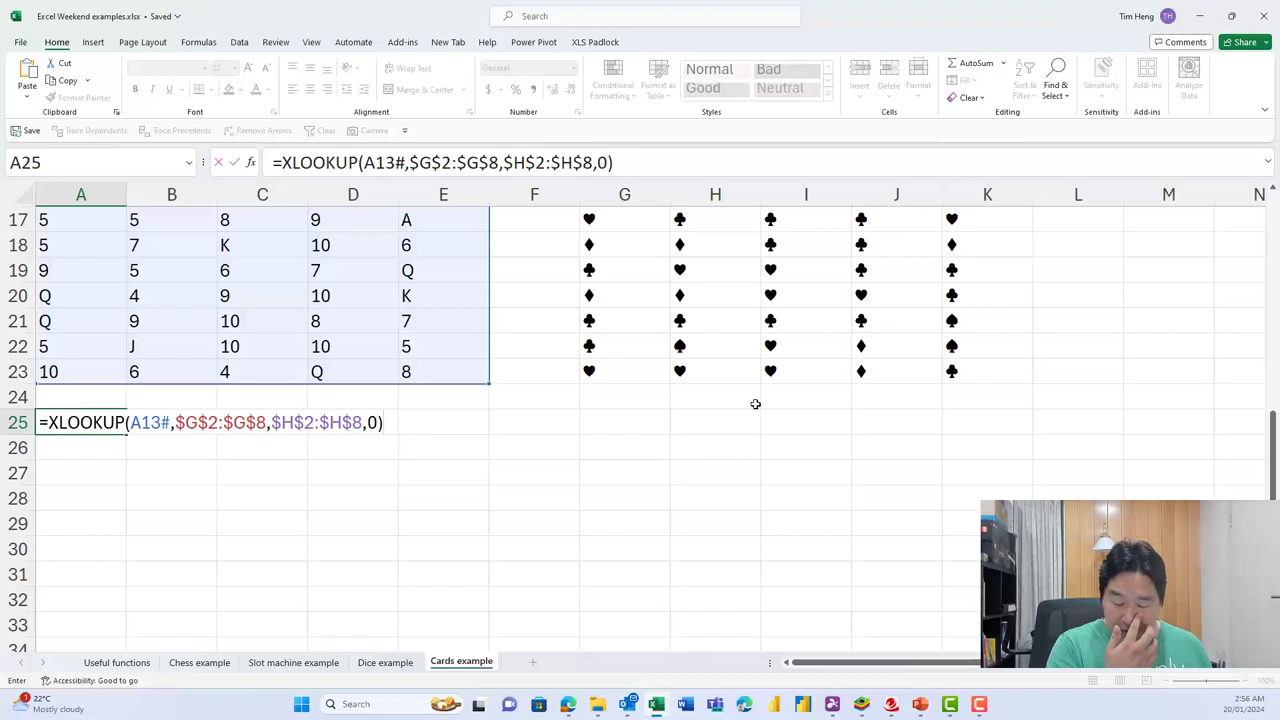 Excel Weekend examples.xlsx • Saved
Search
Tim Heng
TH
File Home Insert Page Layout Formulas Data Review View Automate Add-ins New Tab Help Power Pivot XLS Padlock
Comments
Share
Paste
Cut
Copy
Format Painter
Clipboard
Font
Wrap Text
Merge & Center
Alignment
General
Number
Conditional Formatting
Format as Table
Normal Bad
Good Neutral
Styles
Insert Delete Format
Cells
AutoSum
Fill
Clear
Sort & Filter
Find & Select
Editing
Sensitivity
Sensitivity
Add-ins
Add-ins
Analyze Data
Save Trace Dependents Trace Precedents Remove Arrows Clear Camera
A25
=XLOOKUP(A13#,$G$2:$G$8,$H$2:$H$8,0)
A B C D E F G H I J K L M N
17 5 5 8 9 A ♥ ♣ ♣ ♣ ♥
18 5 7 K 10 6 ♦ ♦ ♣ ♣ ♦
19 9 5 6 7 Q ♣ ♥ ♥ ♣ ♣
20 Q 4 9 10 K ♦ ♦ ♥ ♥ ♣
21 Q 9 10 8 7 ♣ ♣ ♣ ♣ ♠
22 5 J 10 10 5 ♣ ♠ ♥ ♦ ♠
23 10 6 4 Q 8 ♥ ♥ ♥ ♦ ♣
24
25 =XLOOKUP(A13#,$G$2:$G$8,$H$2:$H$8,0)
26
27
28
29
30
31
32
33
34
Useful functions Chess example Slot machine example Dice example Cards example
Enter Accessibility: Good to go
1
22°C
Mostly cloudy
Search
2:56 AM
20/01/2024